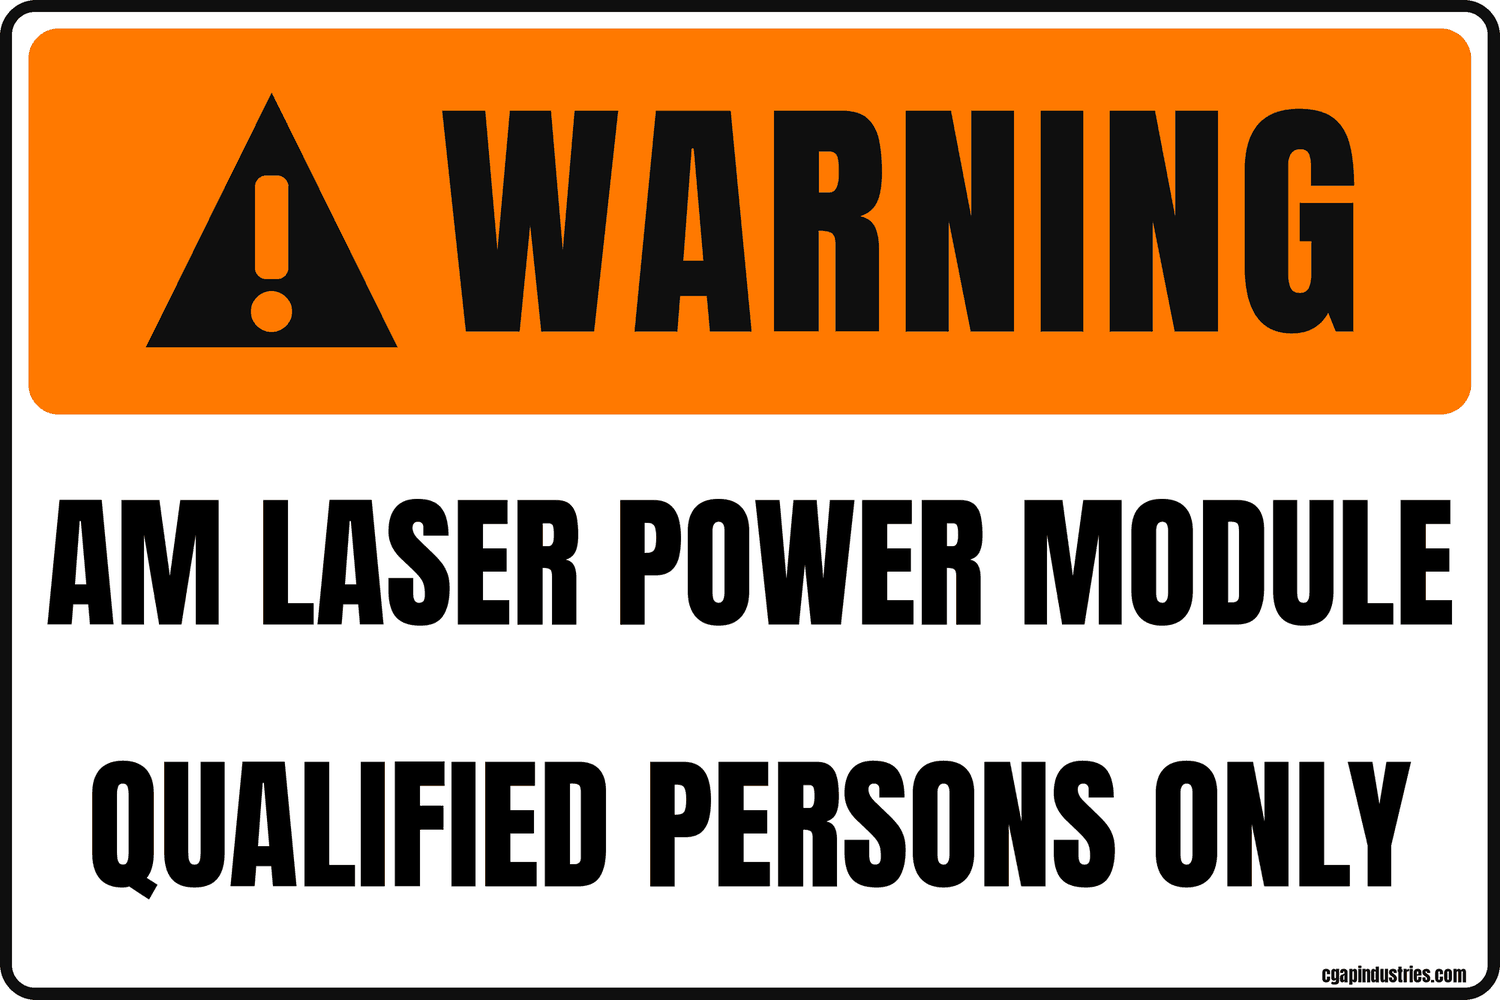 WARNING
AM LASER POWER MODULE
QUALIFIED PERSONS ONLY
cgapindustries.com